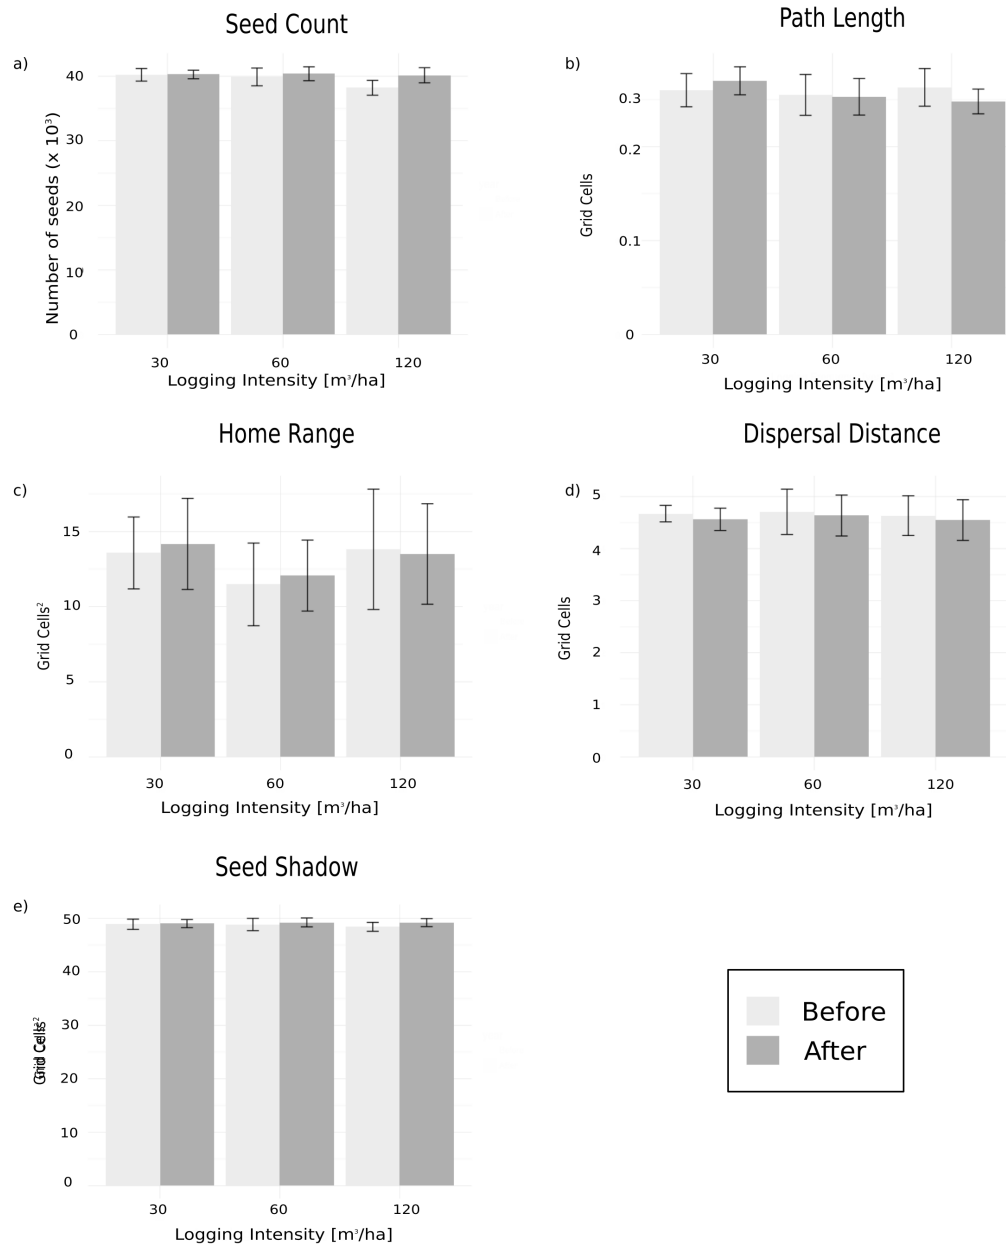 Seed Count
a)
Number of seeds (x 10³)
40
30
20
10
0
30 60 120
Logging Intensity [m³/ha]
Path Length
b)
Grid Cells
0.3
0.2
0.1
0
30 60 120
Logging Intensity [m³/ha]
Home Range
c)
Grid Cells²
15
10
5
0
30 60 120
Logging Intensity [m³/ha]
Dispersal Distance
d)
Grid Cells
5
4
3
2
1
0
30 60 120
Logging Intensity [m³/ha]
Seed Shadow
e)
Grid Cells²
50
40
30
20
10
0
30 60 120
Logging Intensity [m³/ha]
Before
After